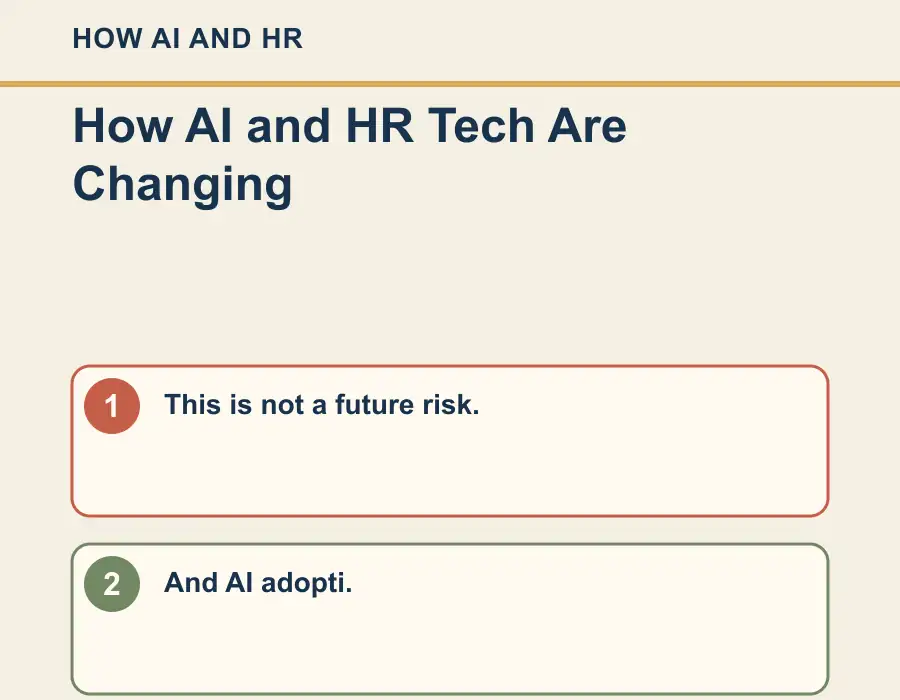 HOW AI AND HR
How AI and HR Tech Are
Changing
1
This is not a future risk.
2
And AI adopti.